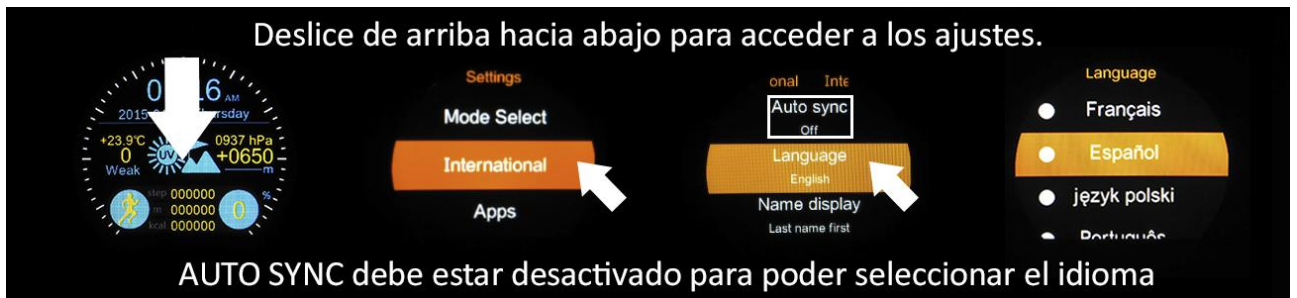 Deslice de arriba hacia abajo para acceder a los ajustes.
AM
+23.9°C
0
Weak
0937 hPa
+0650
m
step 000000
m 000000
kcal 000000
0
%
Settings
Mode Select
International
Apps
onal Inte
Auto sync
Off
Language
English
Name display
Last name first
Language
Français
Español
język polski
Português
AUTO SYNC debe estar desactivado para poder seleccionar el idioma